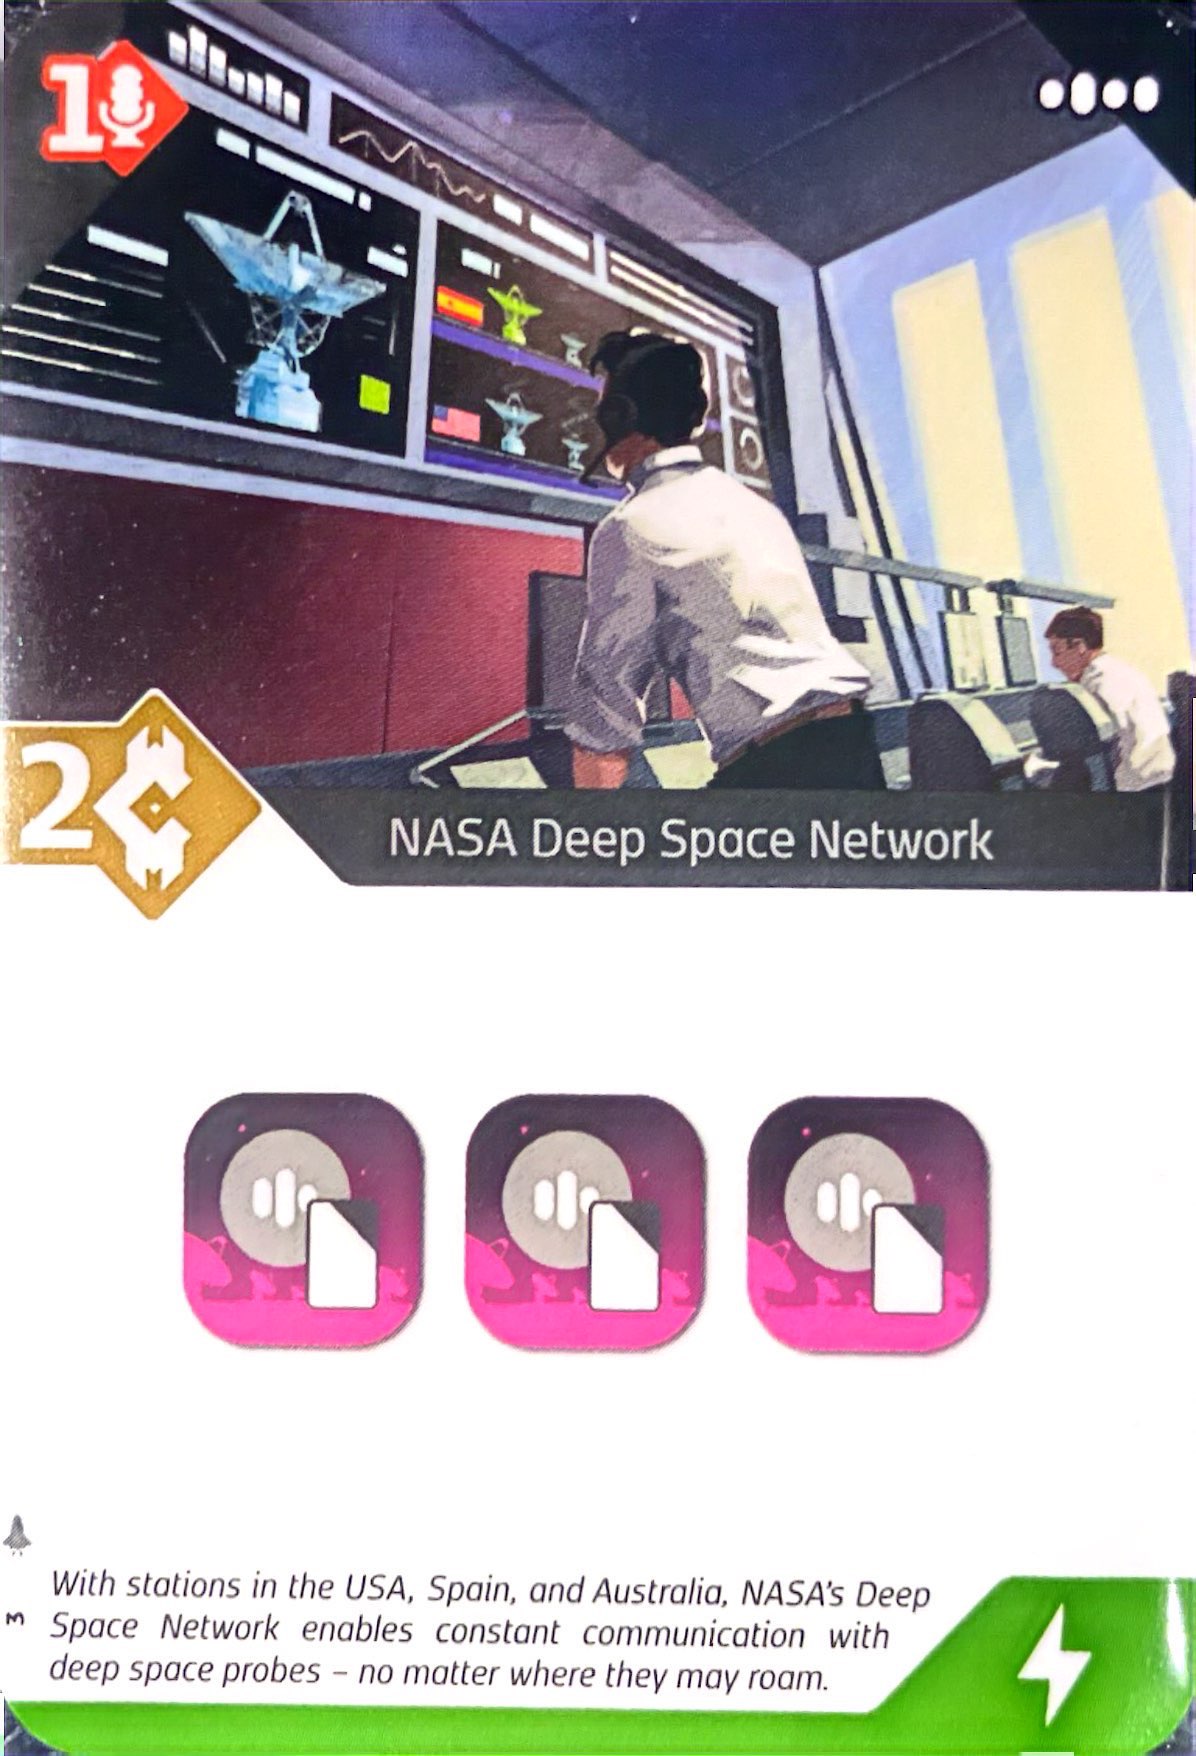 1
2
NASA Deep Space Network
With stations in the USA, Spain, and Australia, NASA's Deep
3
Space Network enables constant communication with
deep space probes – no matter where they may roam.